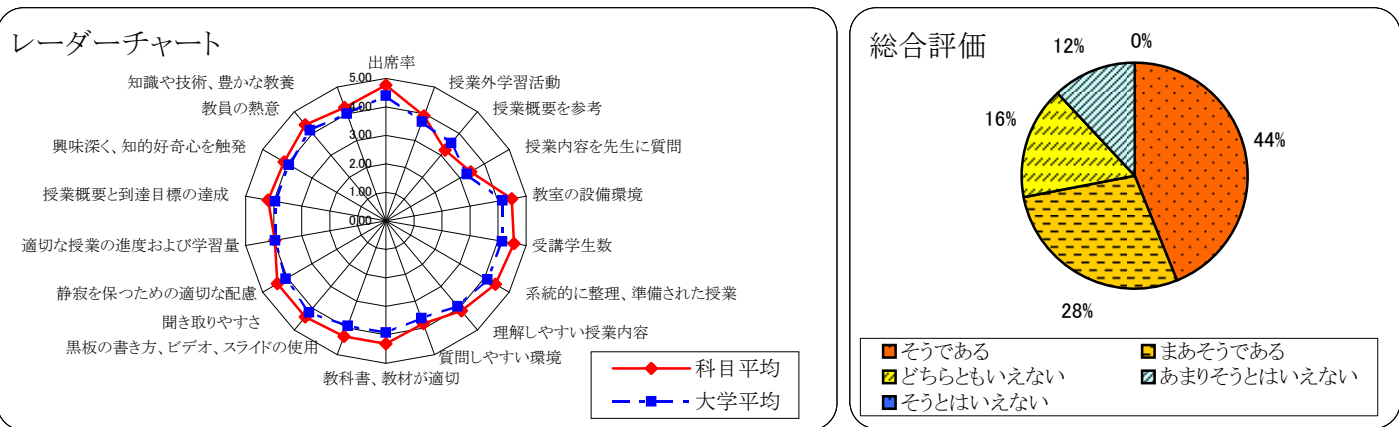 レーダーチャート
出席率
授業外学習活動
授業概要を参考
授業内容を先生に質問
教室の設備環境
受講学生数
系統的に整理、準備された授業
理解しやすい授業内容
質問しやすい環境
教科書、教材が適切
黒板の書き方、ビデオ、スライドの使用
聞き取りやすさ
静寂を保つための適切な配慮
適切な授業の進度および学習量
授業概要と到達目標の達成
興味深く、知的好奇心を触発
教員の熱意
知識や技術、豊かな教養
5.00
4.00
3.00
2.00
1.00
0.00
科目平均
大学平均
総合評価
0%
44%
28%
16%
12%
そうである
まあそうである
どちらともいえない
あまりそうとはいえない
そうとはいえない